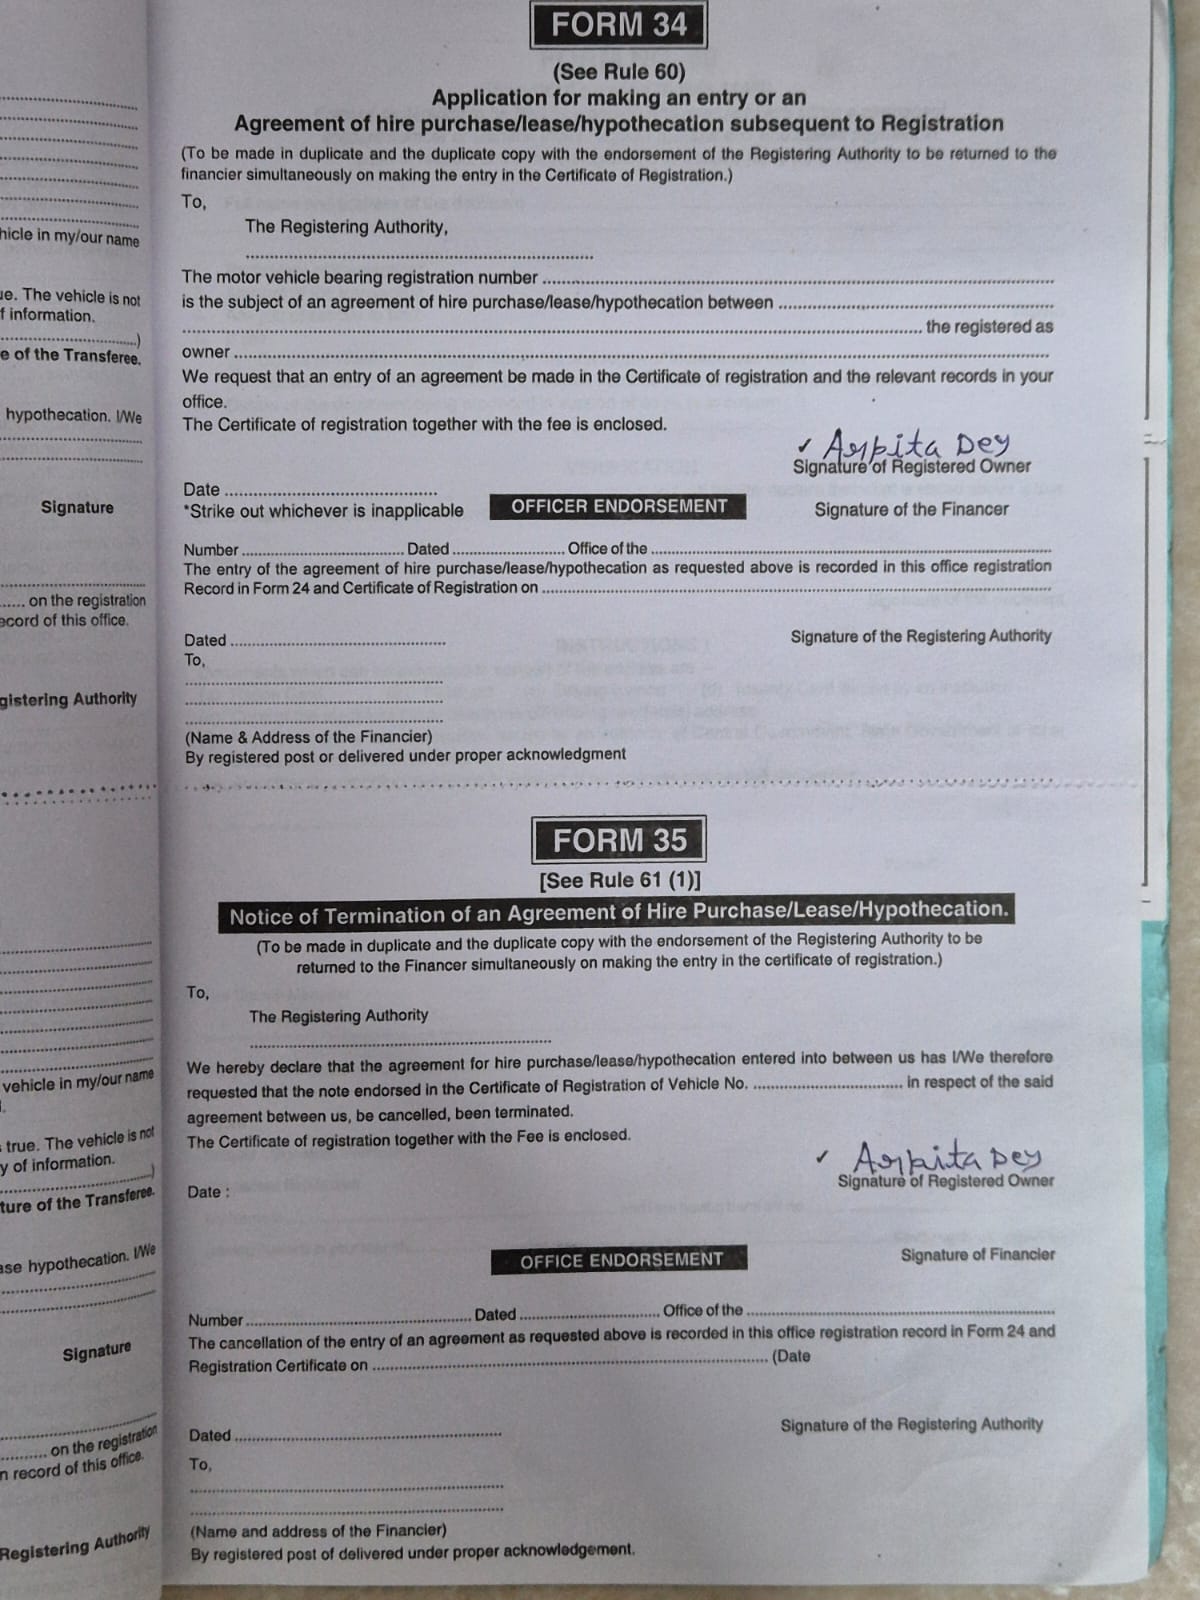 hicle in my/our name
ue. The vehicle is not
f information.
e of the Transferee.
hypothecation. I/We
Signature
on the registration
ecord of this office.
gistering Authority
vehicle in my/our name
true. The vehicle is not
y of information.
ture of the Transferee.
ase hypothecation. I/We
Signature
on the registration
n record of this office.
Registering Authority
FORM 34
(See Rule 60)
Application for making an entry or an
Agreement of hire purchase/lease/hypothecation subsequent to Registration
(To be made in duplicate and the duplicate copy with the endorsement of the Registering Authority to be returned to the
financier simultaneously on making the entry in the Certificate of Registration.)
To,
The Registering Authority,
The motor vehicle bearing registration number
is the subject of an agreement of hire purchase/lease/hypothecation between
the registered as
owner
We request that an entry of an agreement be made in the Certificate of registration and the relevant records in your
office.
The Certificate of registration together with the fee is enclosed.
✓ Arpita Dey
Signature of Registered Owner
Date
*Strike out whichever is inapplicable OFFICER ENDORSEMENT Signature of the Financer
Number Dated Office of the
The entry of the agreement of hire purchase/lease/hypothecation as requested above is recorded in this office registration
Record in Form 24 and Certificate of Registration on
Dated Signature of the Registering Authority
To,
(Name & Address of the Financier)
By registered post or delivered under proper acknowledgment
FORM 35
[See Rule 61 (1)]
Notice of Termination of an Agreement of Hire Purchase/Lease/Hypothecation.
(To be made in duplicate and the duplicate copy with the endorsement of the Registering Authority to be
returned to the Financer simultaneously on making the entry in the certificate of registration.)
To,
The Registering Authority
We hereby declare that the agreement for hire purchase/lease/hypothecation entered into between us has I/We therefore
requested that the note endorsed in the Certificate of Registration of Vehicle No. in respect of the said
agreement between us, be cancelled, been terminated.
The Certificate of registration together with the Fee is enclosed.
✓ Arpita Dey
Date : Signature of Registered Owner
OFFICE ENDORSEMENT Signature of Financier
Number Dated Office of the
The cancellation of the entry of an agreement as requested above is recorded in this office registration record in Form 24 and
Registration Certificate on (Date
Dated Signature of the Registering Authority
To,
(Name and address of the Financier)
By registered post of delivered under proper acknowledgement.